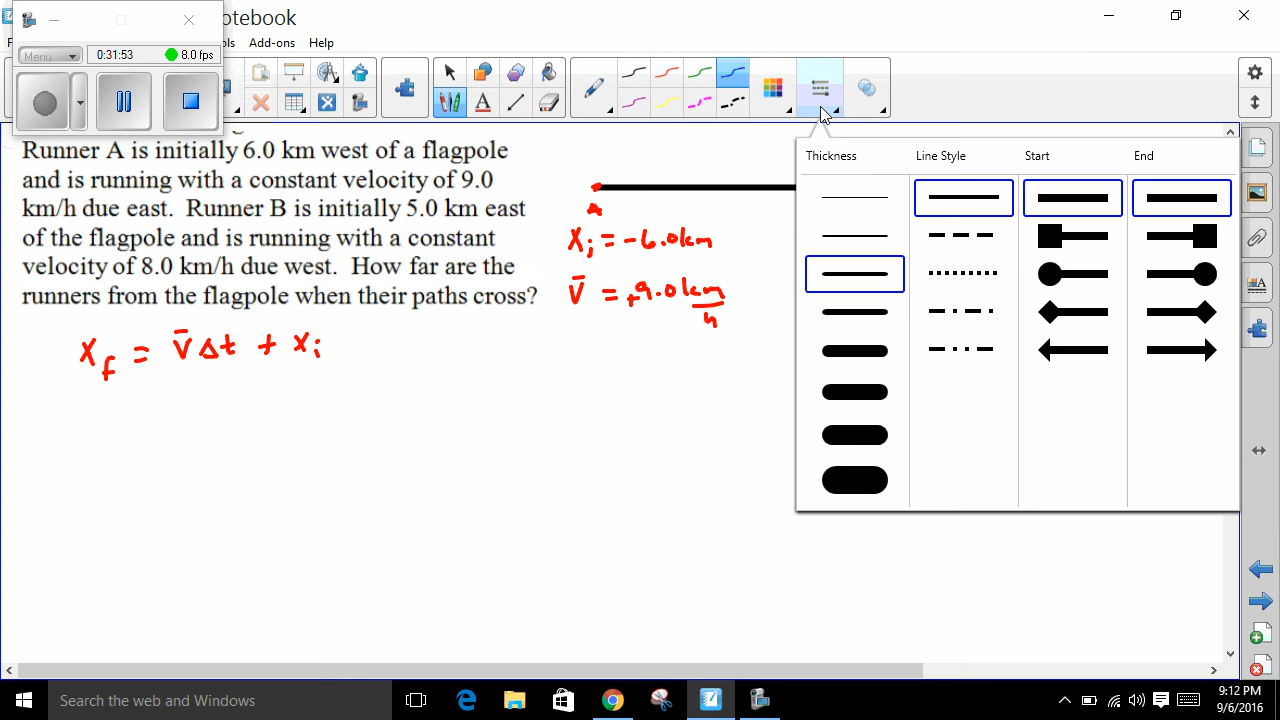 otebook
Menu
0:31:53
8.0 fps
ols Add-ons Help
Runner A is initially 6.0 km west of a flagpole
and is running with a constant velocity of 9.0
km/h due east. Runner B is initially 5.0 km east
of the flagpole and is running with a constant
velocity of 8.0 km/h due west. How far are the
runners from the flagpole when their paths cross?
A
Xi = -6.0km
V̄ = +9.0km
h
Xf = V̄Δt + Xi
Thickness Line Style Start End
Search the web and Windows
9:12 PM
9/6/2016